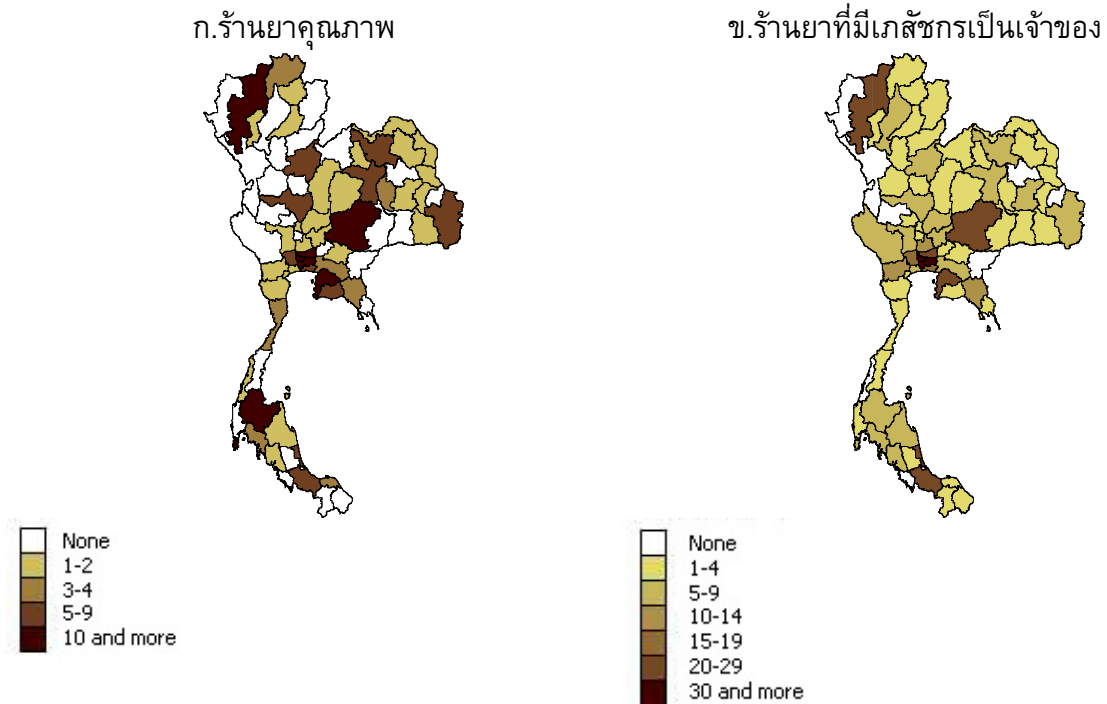 ก.ร้านยาคุณภาพ
ข.ร้านยาที่มีเภสัชกรเป็นเจ้าของ
None
1-2
3-4
5-9
10 and more
None
1-4
5-9
10-14
15-19
20-29
30 and more